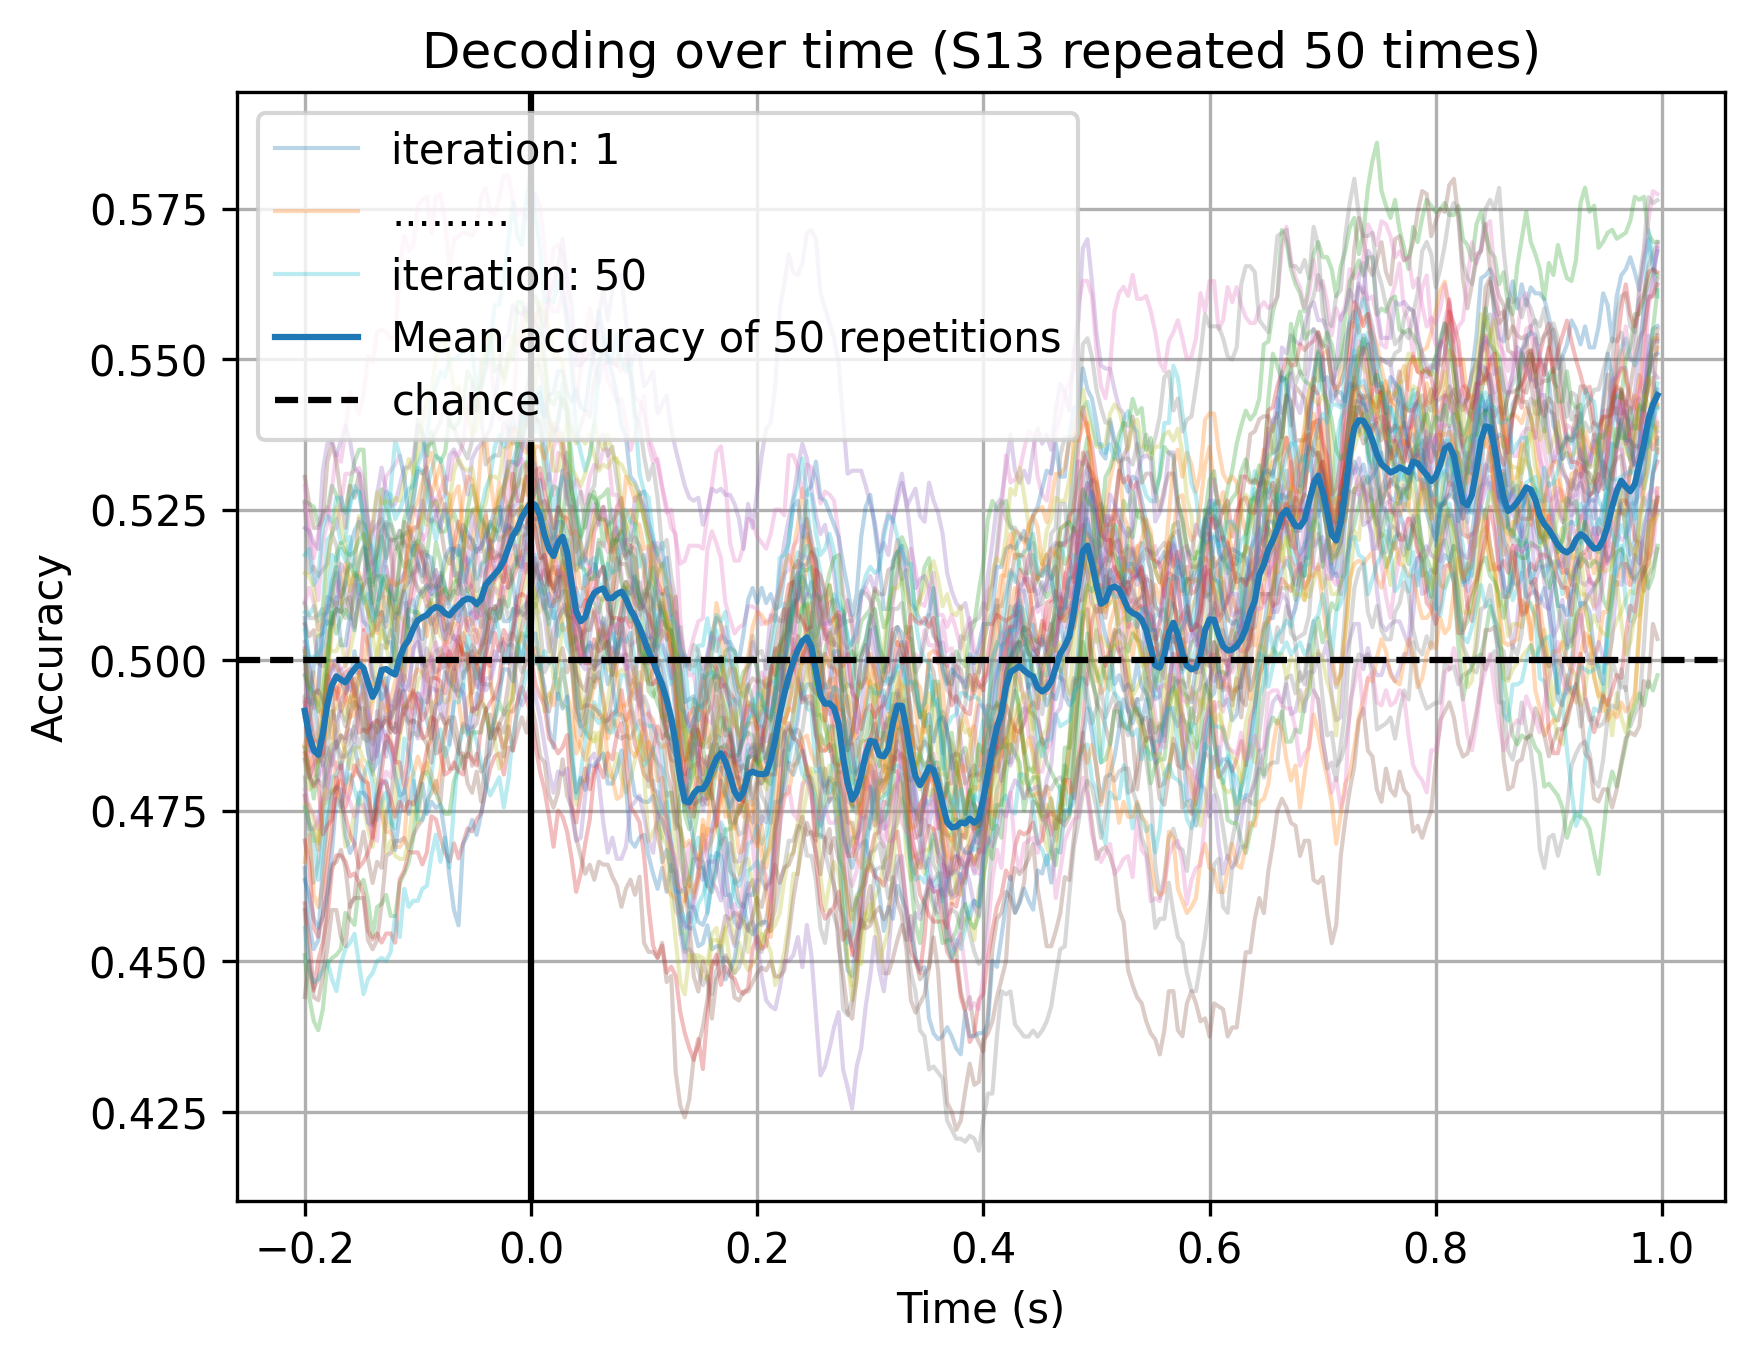 Decoding over time (S13 repeated 50 times)
iteration: 1
.........
iteration: 50
Mean accuracy of 50 repetitions
chance
Accuracy
0.575
0.550
0.525
0.500
0.475
0.450
0.425
−0.2 0.0 0.2 0.4 0.6 0.8 1.0
Time (s)